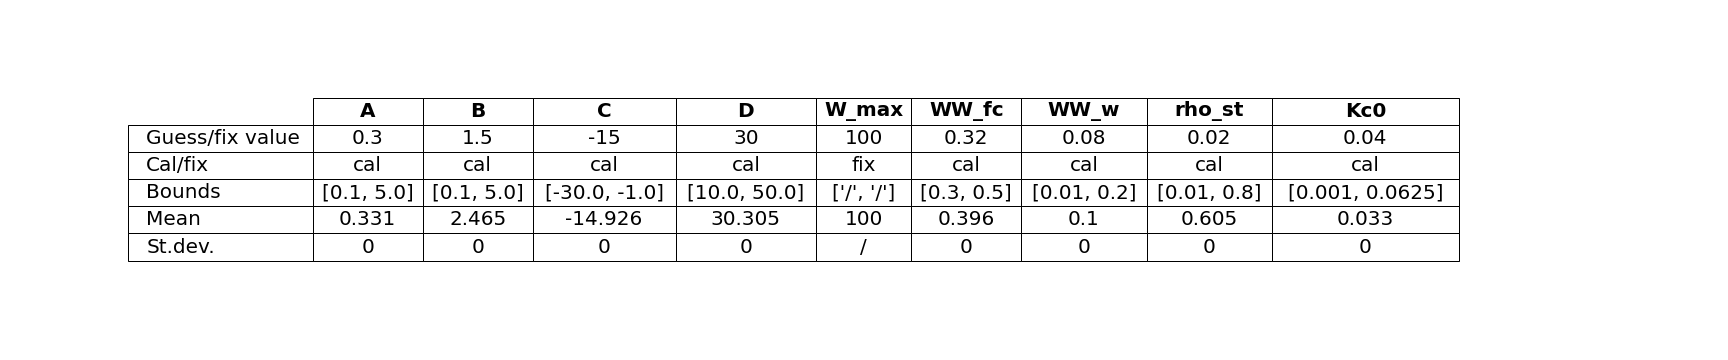 A B C D W_max WW_fc WW_w rho_st Kc0
Guess/fix value 0.3 1.5 -15 30 100 0.32 0.08 0.02 0.04
Cal/fix cal cal cal cal fix cal cal cal cal
Bounds [0.1, 5.0] [0.1, 5.0] [-30.0, -1.0] [10.0, 50.0] ['/', '/'] [0.3, 0.5] [0.01, 0.2] [0.01, 0.8] [0.001, 0.0625]
Mean 0.331 2.465 -14.926 30.305 100 0.396 0.1 0.605 0.033
St.dev. 0 0 0 0 / 0 0 0 0